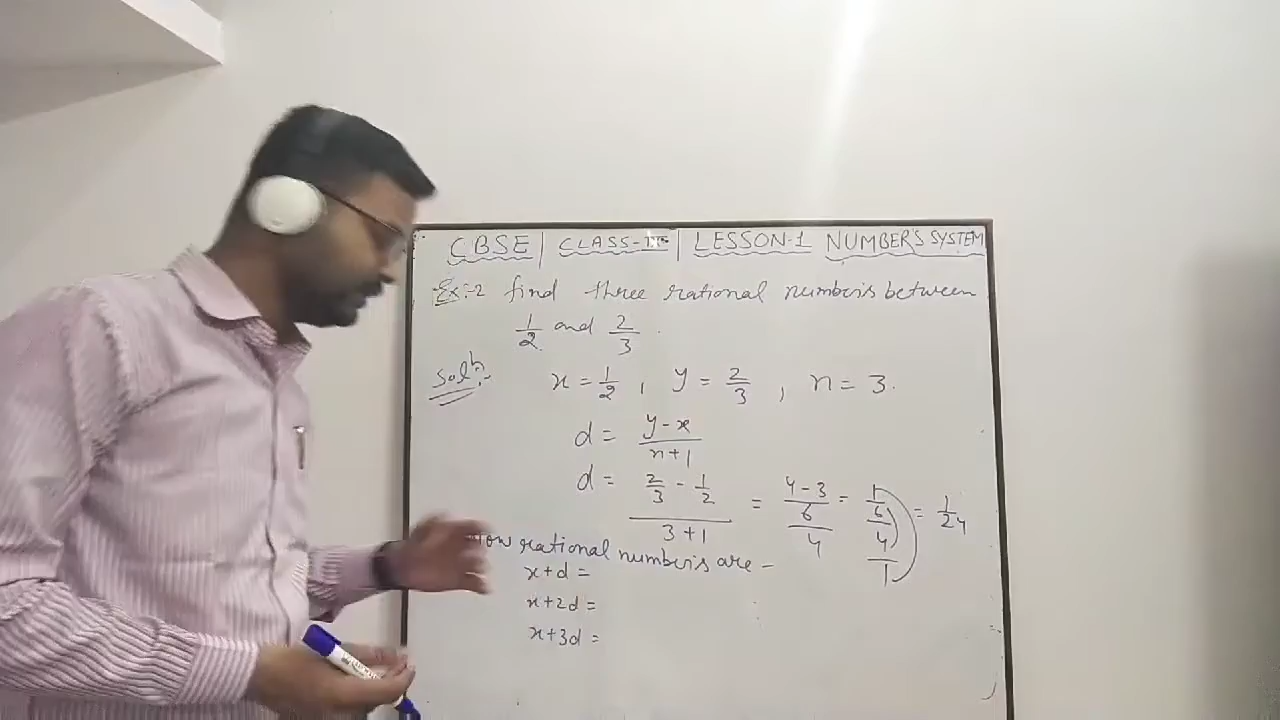 CBSE | CLASS- | LESSON-1 NUMBERS SYSTEM
Ex:-2 find three rational numbers between
1/2 and 2/3 .
Solⁿ:- x = 1/2 , y = 2/3 , n = 3.
d = (y-x)/(n+1)
d = (2/3 - 1/2)/(3+1) = ((4-3)/6)/4 = (1/6)/(4/1) = 1/24
now rational numbers are -
x+d =
x+2d =
x+3d =